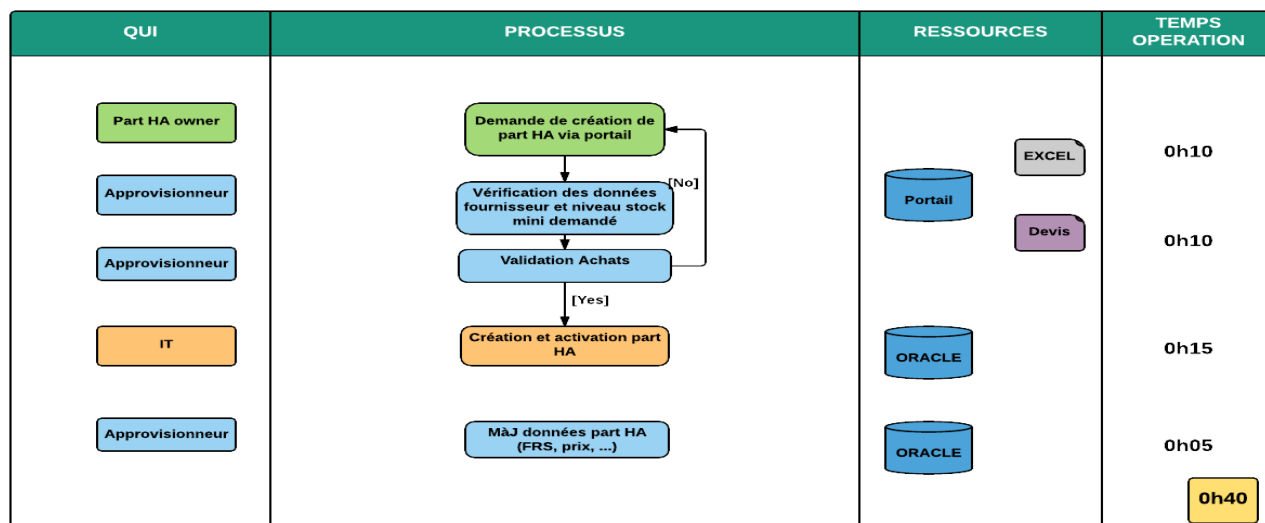 QUI
PROCESSUS
RESSOURCES
TEMPS
OPERATION
Part HA owner
Demande de création de
part HA via portail
EXCEL
0h10
Approvisionneur
[No]
Vérification des données
fournisseur et niveau stock
mini demandé
Portail
Devis
0h10
Approvisionneur
Validation Achats
[Yes]
IT
Création et activation part
HA
ORACLE
0h15
Approvisionneur
MàJ données part HA
(FRS, prix, ...)
ORACLE
0h05
0h40